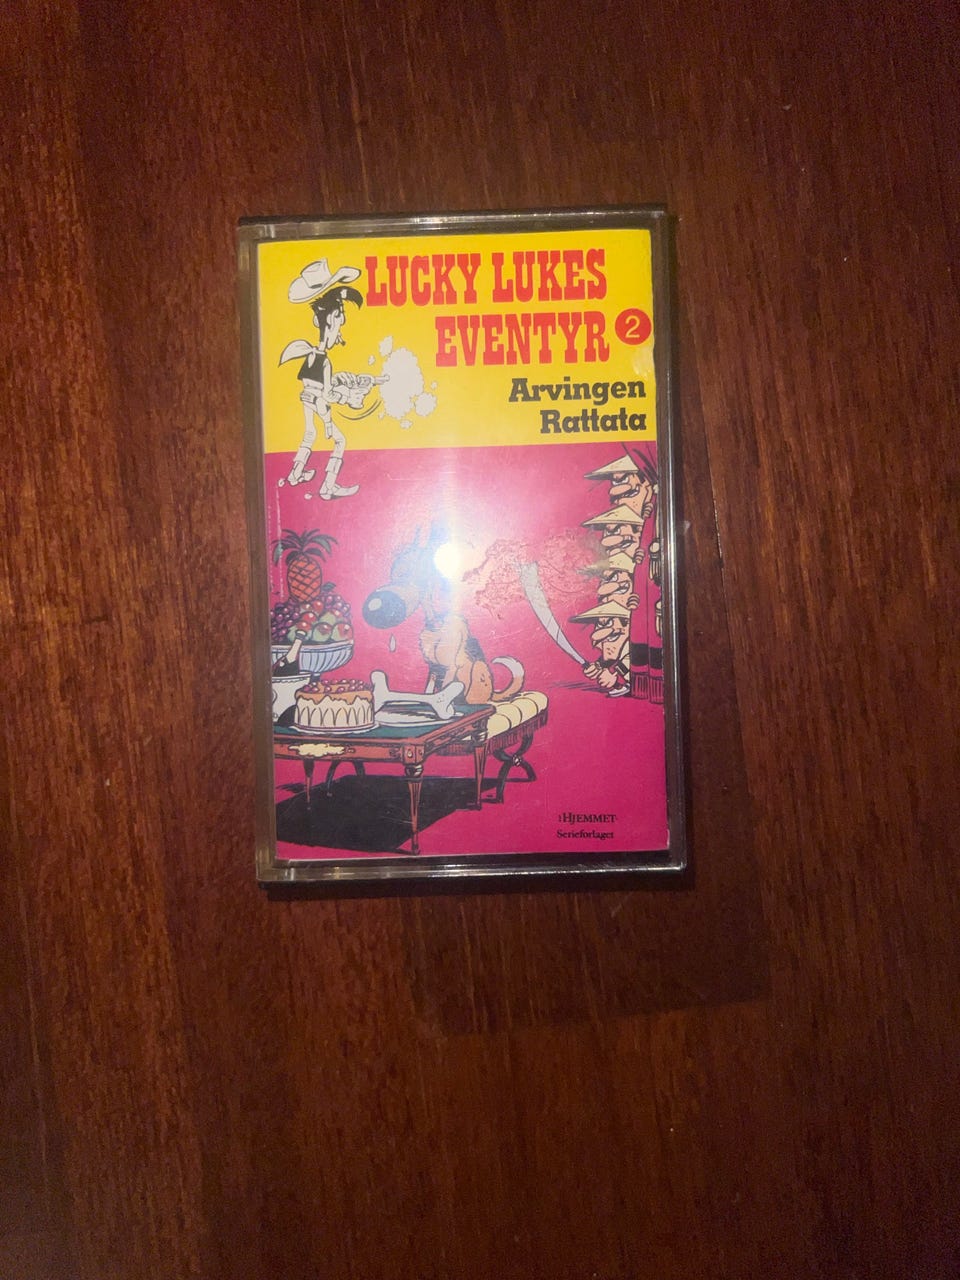 LUCKY LUKES
EVENTYR 2
Arvingen
Rattata
HJEMMET
Serieforlaget